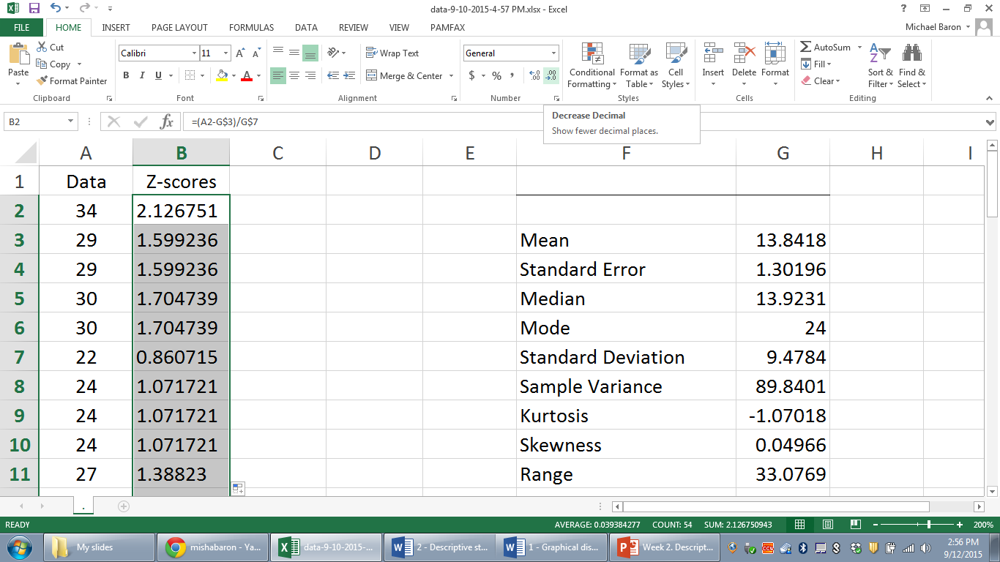 data-9-10-2015-4-57 PM.xlsx - Excel
FILE HOME INSERT PAGE LAYOUT FORMULAS DATA REVIEW VIEW PAMFAX Michael Baron
Paste Cut Copy Format Painter
Calibri 11 Wrap Text Merge & Center General
Conditional Formatting Format as Table Cell Styles Insert Delete Format
AutoSum Fill Clear Sort & Filter Find & Select
Clipboard Font Alignment Number Styles Cells Editing
B2 =(A2-G$3)/G$7
Decrease Decimal
Show fewer decimal places.
A B C D E F G H I
1 Data Z-scores
2 34 2.126751
3 29 1.599236 Mean 13.8418
4 29 1.599236 Standard Error 1.30196
5 30 1.704739 Median 13.9231
6 30 1.704739 Mode 24
7 22 0.860715 Standard Deviation 9.4784
8 24 1.071721 Sample Variance 89.8401
9 24 1.071721 Kurtosis -1.07018
10 24 1.071721 Skewness 0.04966
11 27 1.38823 Range 33.0769
.
READY AVERAGE: 0.039384277 COUNT: 54 SUM: 2.126750943 200%
My slides mishabaron - Ya... data-9-10-2015-... 2 - Descriptive st... 1 - Graphical dis... Week 2. Descript...
2:56 PM
9/12/2015